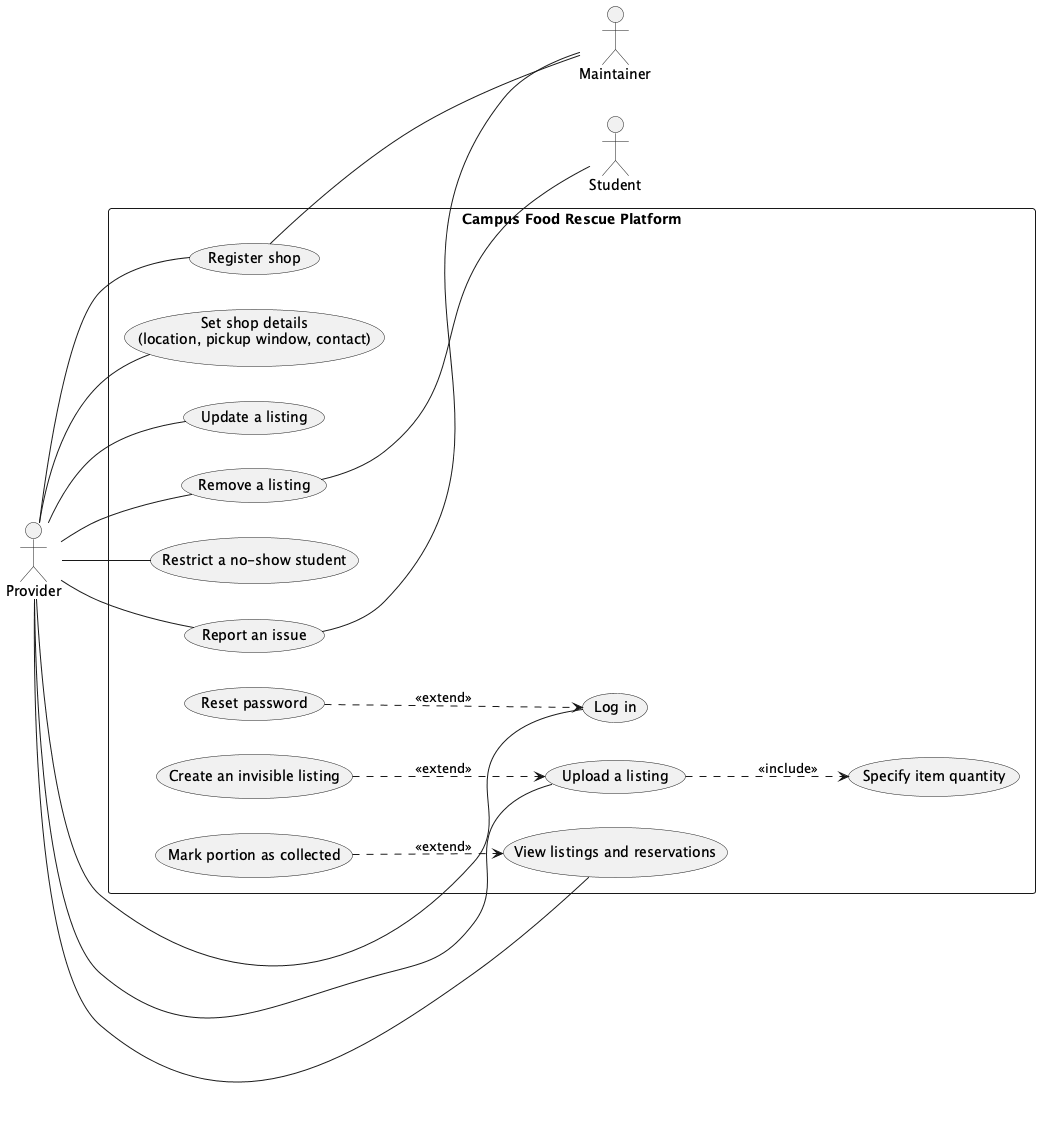 Maintainer
Student
Campus Food Rescue Platform
Register shop
Set shop details
(location, pickup window, contact)
Update a listing
Remove a listing
Restrict a no-show student
Provider
Report an issue
Reset password
«extend»
Log in
Create an invisible listing
«extend»
Upload a listing
«include»
Specify item quantity
Mark portion as collected
«extend»
View listings and reservations